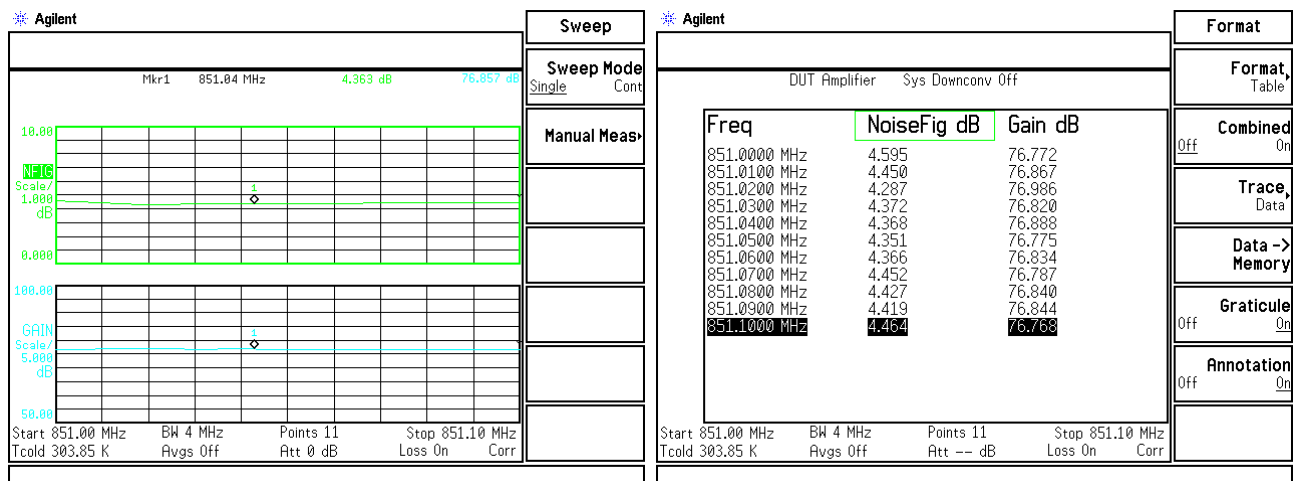 Agilent
Sweep
Mkr1 851.04 MHz 4.363 dB 76.857 dB
Sweep Mode
Single Cont
Manual Meas
10.00
NFIG
Scale/
1.000
dB
0.000
1
100.00
GAIN
Scale/
5.000
dB
50.00
1
Start 851.00 MHz BW 4 MHz Points 11 Stop 851.10 MHz
Tcold 303.85 K Avgs Off Att 0 dB Loss On Corr
Agilent
Format
DUT Amplifier Sys Downconv Off
Freq NoiseFig dB Gain dB
851.0000 MHz 4.595 76.772
851.0100 MHz 4.450 76.867
851.0200 MHz 4.287 76.986
851.0300 MHz 4.372 76.820
851.0400 MHz 4.368 76.888
851.0500 MHz 4.351 76.775
851.0600 MHz 4.366 76.834
851.0700 MHz 4.452 76.787
851.0800 MHz 4.427 76.840
851.0900 MHz 4.419 76.844
851.1000 MHz 4.464 76.768
Format
Table
Combined
Off On
Trace
Data
Data ->
Memory
Graticule
Off On
Annotation
Off On
Start 851.00 MHz BW 4 MHz Points 11 Stop 851.10 MHz
Tcold 303.85 K Avgs Off Att -- dB Loss On Corr